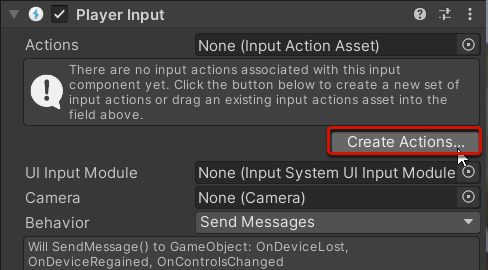 Player Input
Actions
None (Input Action Asset)
There are no input actions associated with this input
component yet. Click the button below to create a new set of
input actions or drag an existing input actions asset into the
field above.
Create Actions...
UI Input Module
None (Input System UI Input Module
Camera
None (Camera)
Behavior
Send Messages
Will SendMessage() to GameObject: OnDeviceLost,
OnDeviceRegained, OnControlsChanged